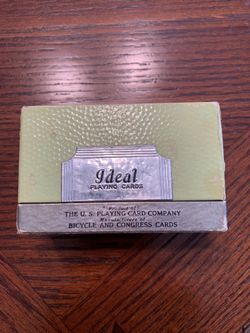 Ideal
PLAYING CARDS
"Product of"
THE U. S. PLAYING CARD COMPANY
Manufacturers of
BICYCLE AND CONGRESS CARDS